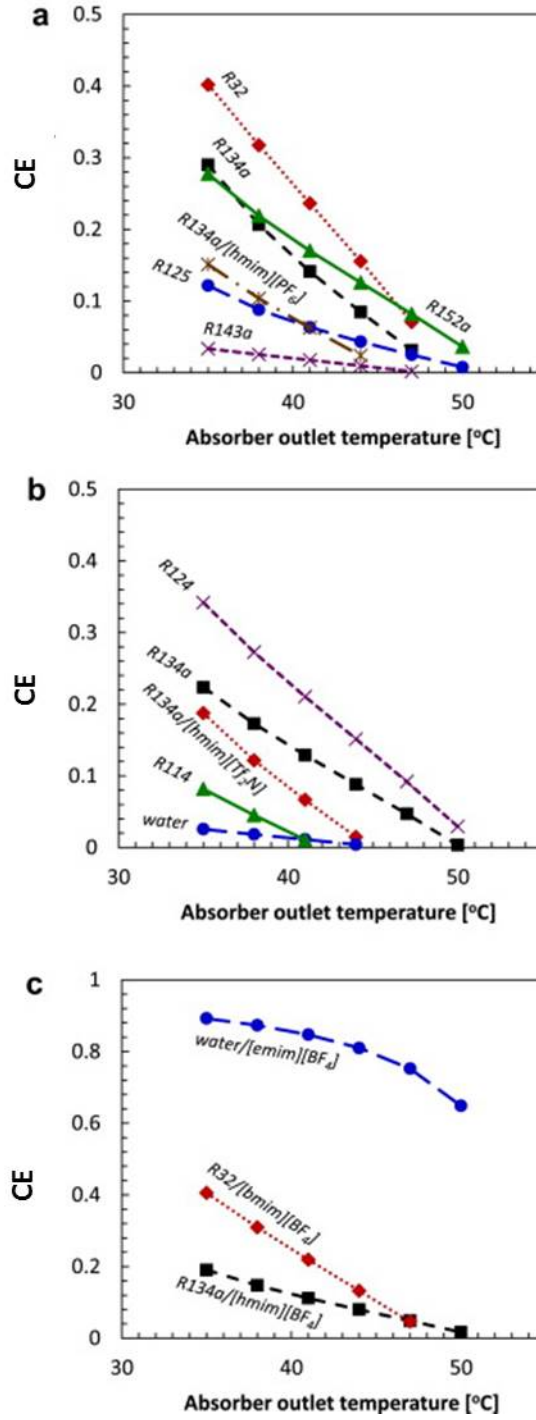 a
0.5
0.4
0.3
0.2
0.1
0
CE
R32
R134a
R134a/[hmim][PF₆]
R125
R143a
R152a
30
40
50
Absorber outlet temperature [°C]
b
0.5
0.4
0.3
0.2
0.1
0
CE
R124
R134a
R134a/[hmim][Tf₂N]
R114
water
30
40
50
Absorber outlet temperature [°C]
c
1
0.8
0.6
0.4
0.2
0
CE
water/[emim][BF₄]
R32/[bmim][BF₄]
R134a/[hmim][BF₄]
30
40
50
Absorber outlet temperature [°C]